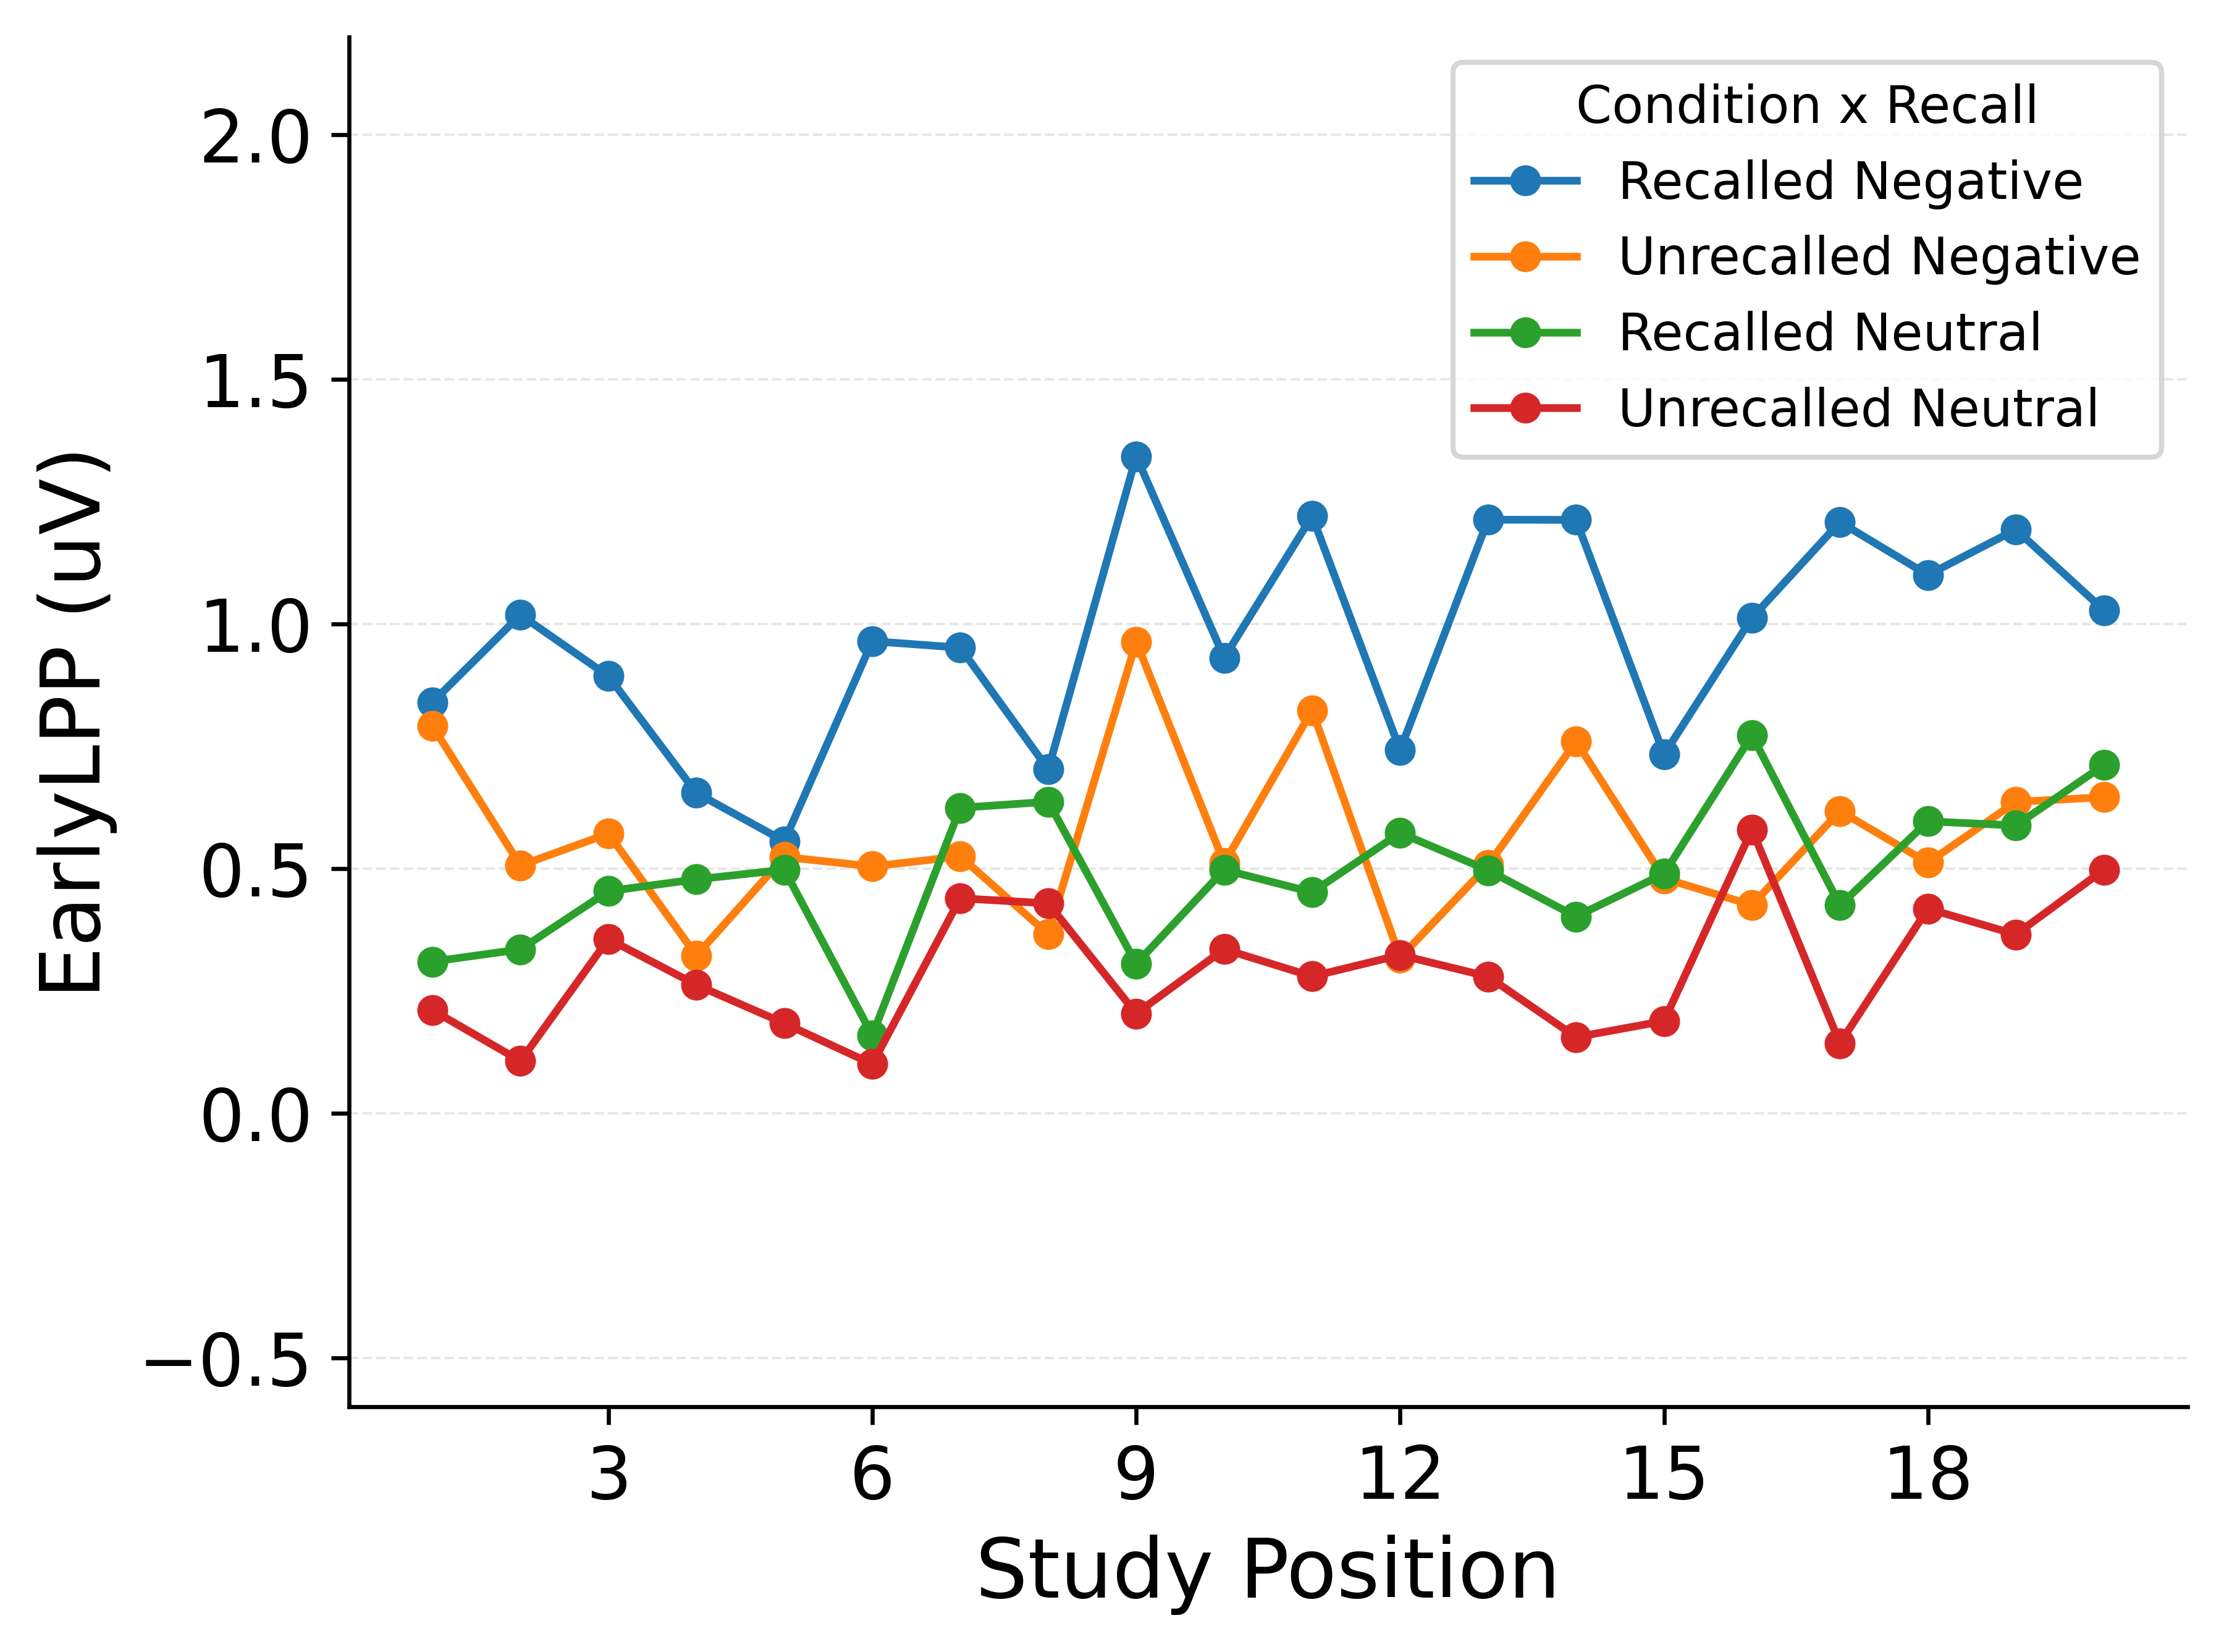 Condition x Recall
Recalled Negative
Unrecalled Negative
Recalled Neutral
Unrecalled Neutral
EarlyLPP (uV)
2.0
1.5
1.0
0.5
0.0
−0.5
3 6 9 12 15 18
Study Position